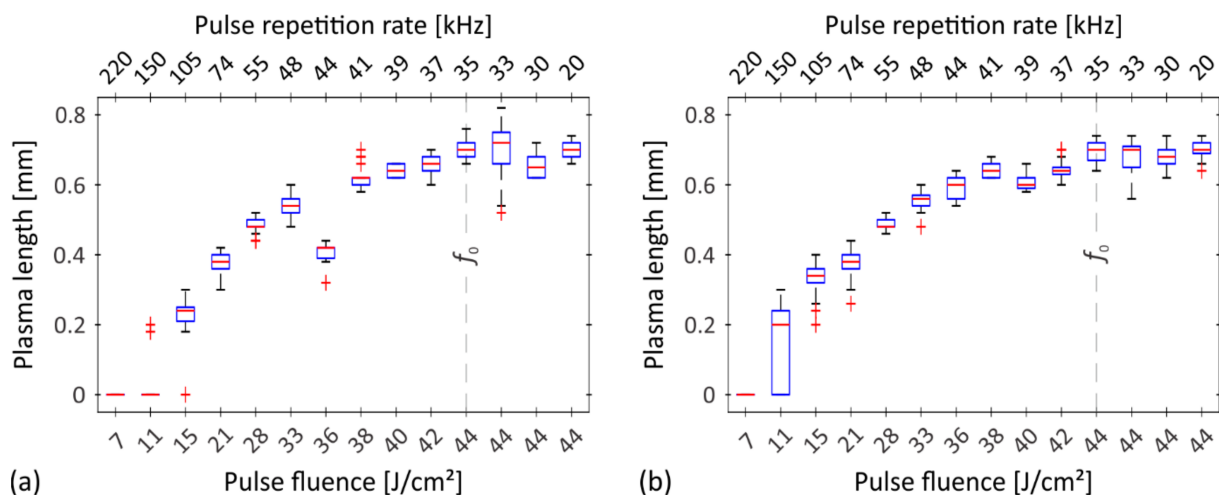 Pulse repetition rate [kHz]
220 150 105 74 55 48 44 41 39 37 35 33 30 20
Plasma length [mm]
0.8
0.6
0.4
0.2
0
f₀
7 11 15 21 28 33 36 38 40 42 44 44 44 44
(a) Pulse fluence [J/cm²]
Pulse repetition rate [kHz]
220 150 105 74 55 48 44 41 39 37 35 33 30 20
Plasma length [mm]
0.8
0.6
0.4
0.2
0
f₀
7 11 15 21 28 33 36 38 40 42 44 44 44 44
(b) Pulse fluence [J/cm²]